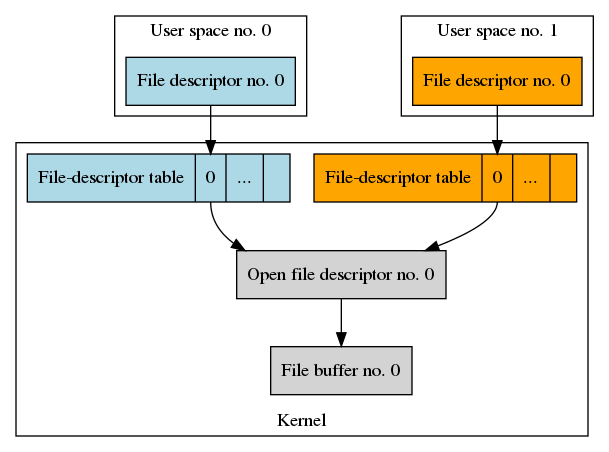 User space no. 0
User space no. 1
File descriptor no. 0
File descriptor no. 0
File-descriptor table 0 ...
File-descriptor table 0 ...
Open file descriptor no. 0
File buffer no. 0
Kernel